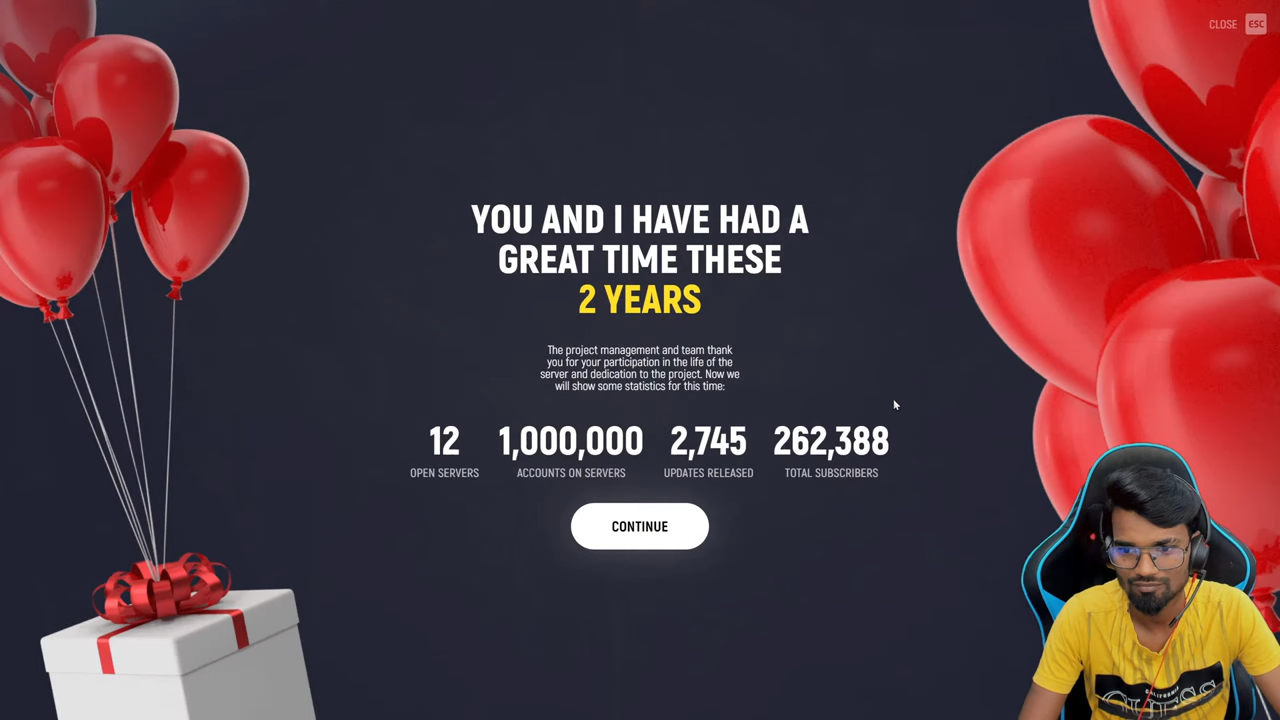 CLOSE ESC
YOU AND I HAVE HAD A
GREAT TIME THESE
2 YEARS
The project management and team thank
you for your participation in the life of the
server and dedication to the project. Now we
will show some statistics for this time:
12 1,000,000 2,745 262,388
OPEN SERVERS ACCOUNTS ON SERVERS UPDATES RELEASED TOTAL SUBSCRIBERS
CONTINUE
CALIFORNIA
GUESS